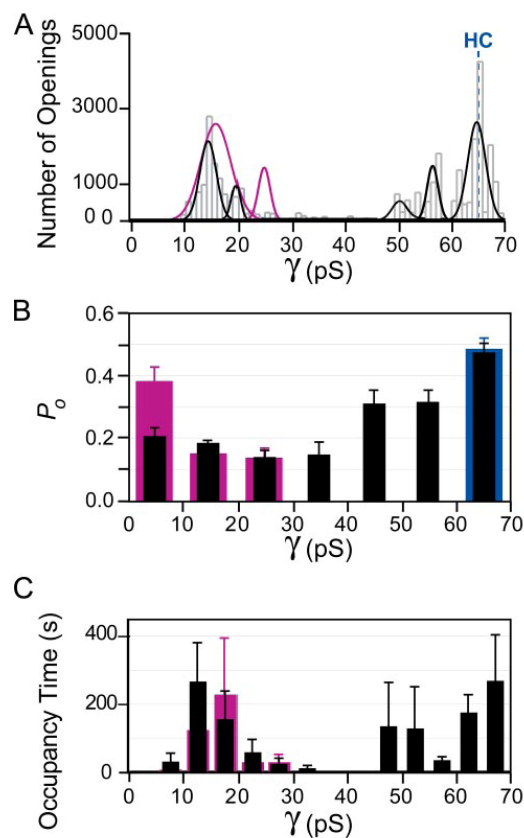 A
5000
HC
Number of Openings
3000
1000
0 0
0 10 20 30 40 50 60 70
γ (pS)
B
0.6
0.4
0.2
0.0
Po
0 10 20 30 40 50 60 70
γ (pS)
C
400
200
0
Occupancy Time (s)
0 10 20 30 40 50 60 70
γ (pS)